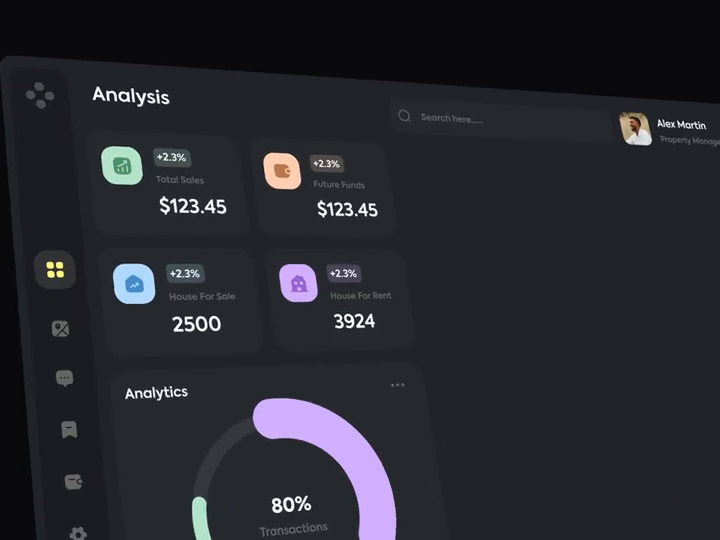 Analysis
Search here.....
Alex Martin
Property Manage
+2.3%
Total Sales
$123.45
+2.3%
Future Funds
$123.45
+2.3%
House For Sale
2500
+2.3%
House For Rent
3924
Analytics
80%
Transactions